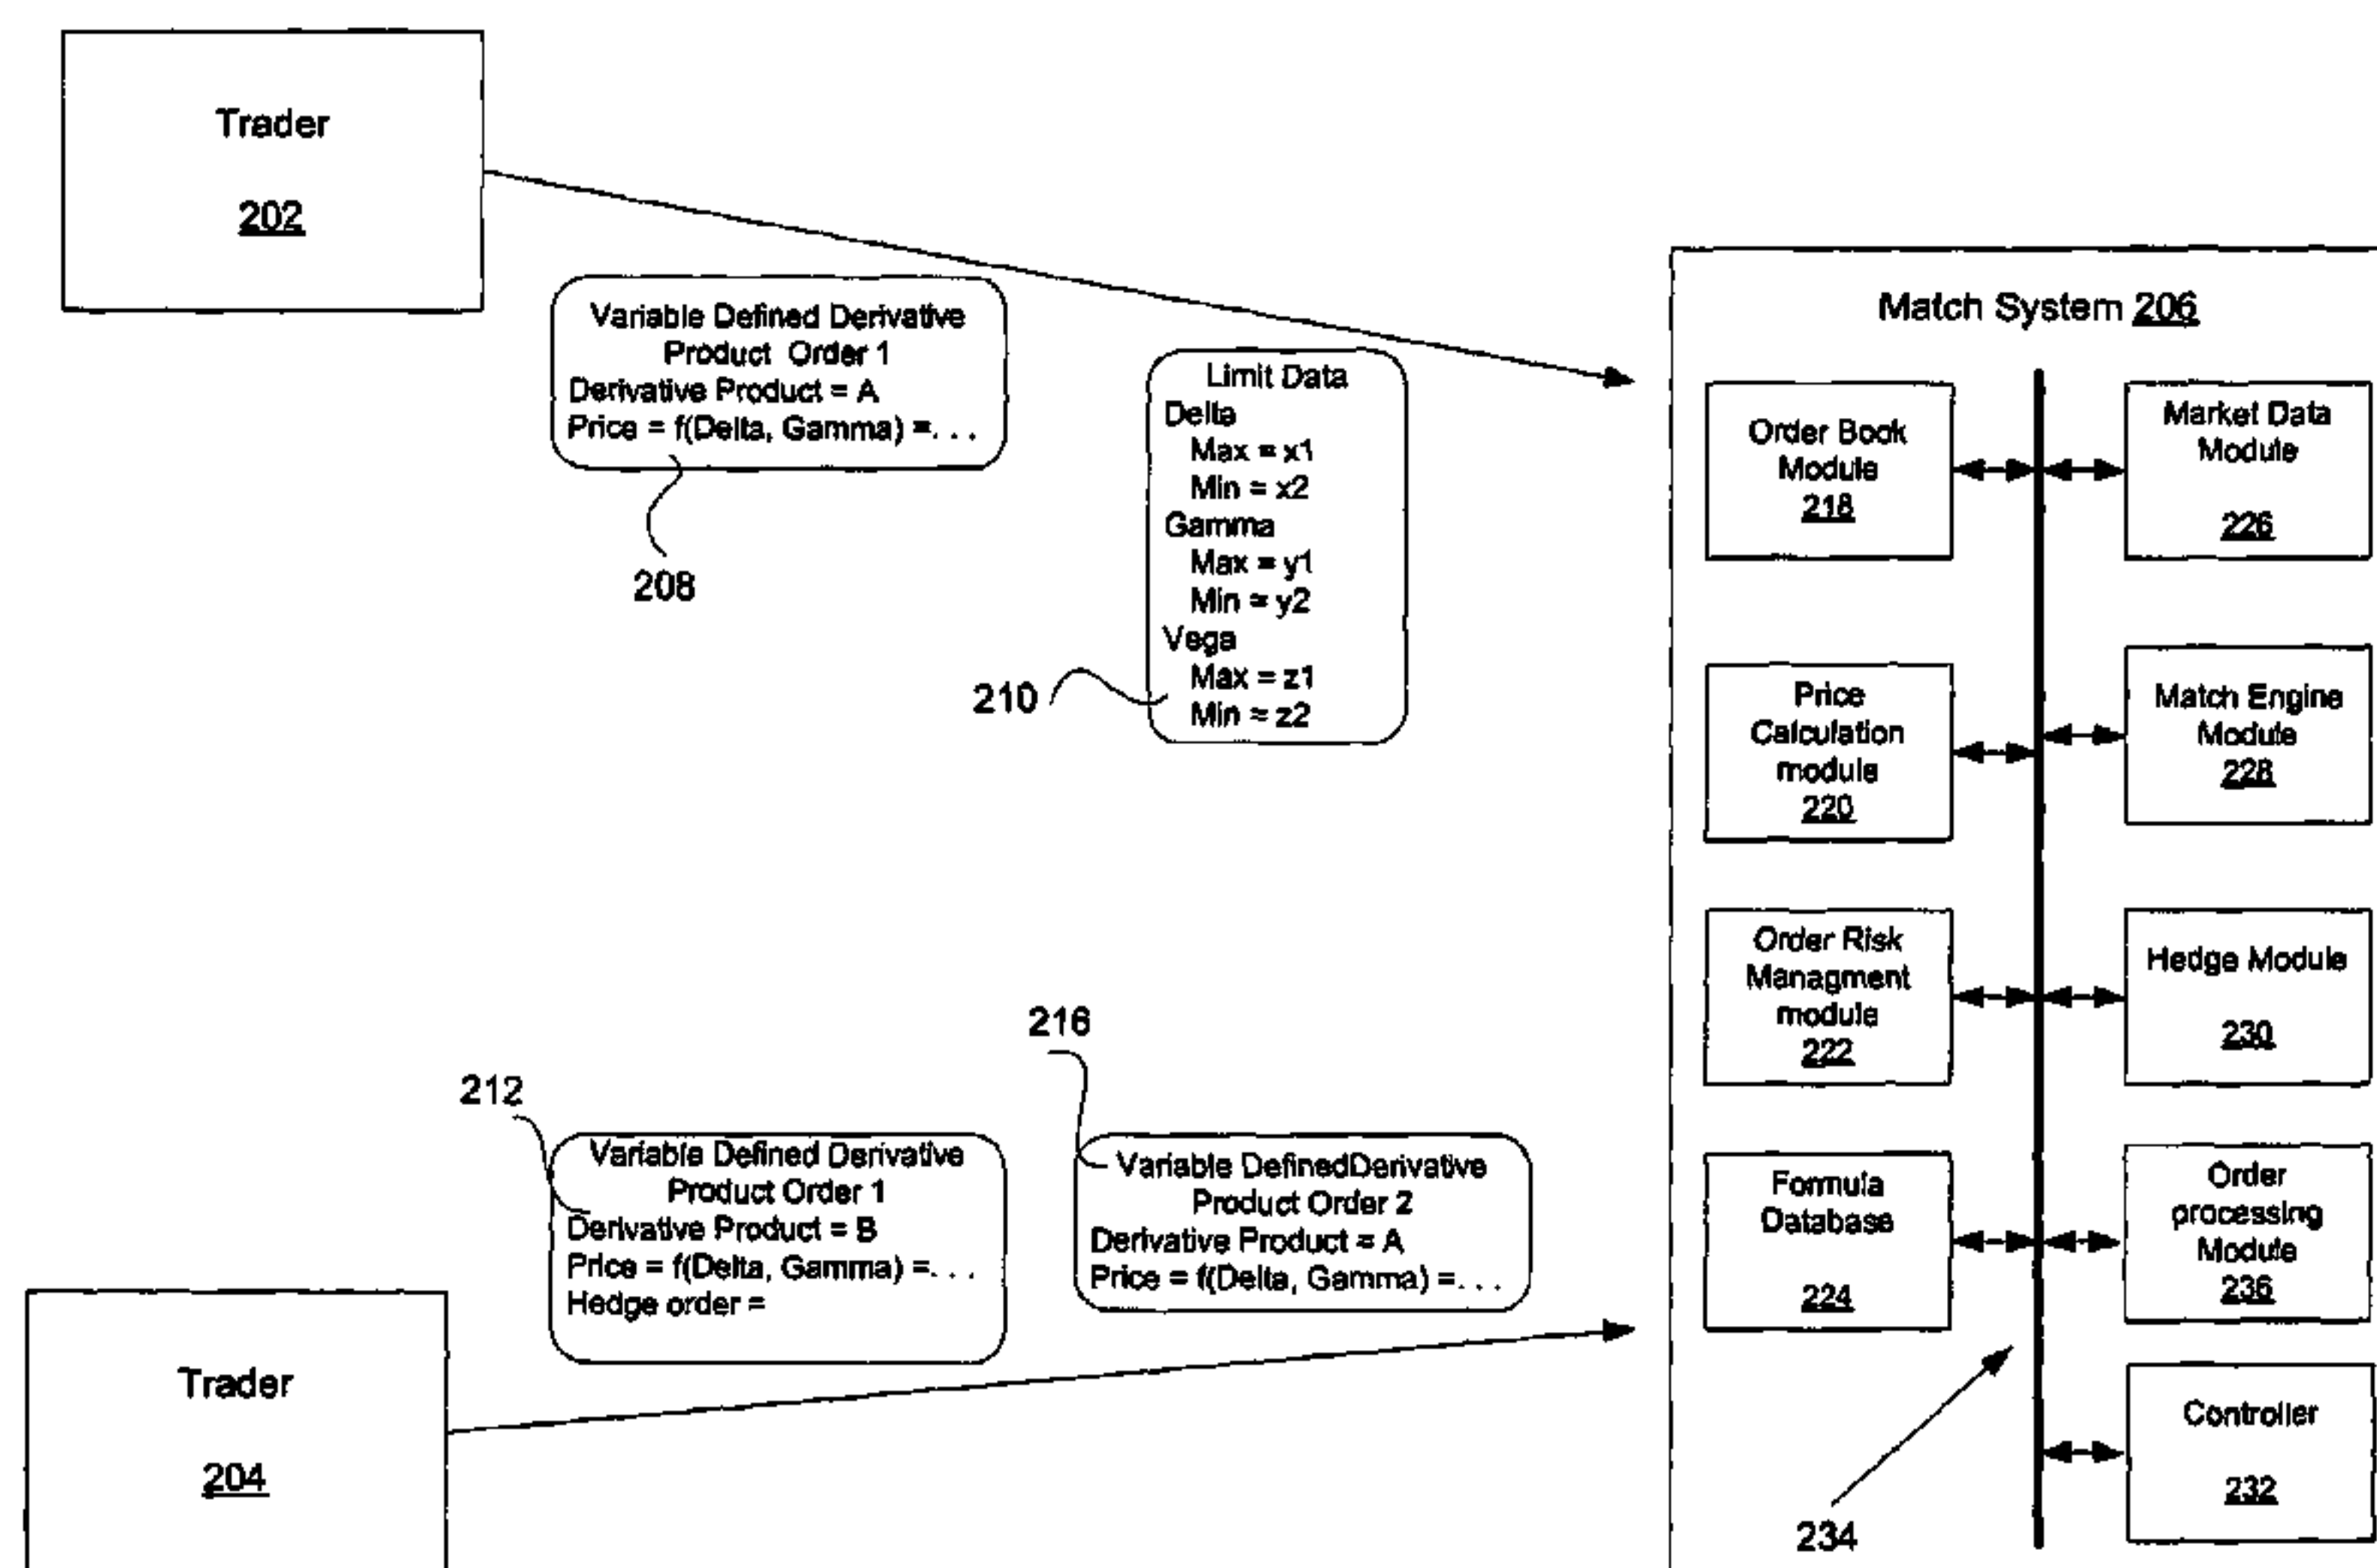 Trader
202
Variable Defined Derivative
Product Order 1
Derivative Product = A
Price = f(Delta, Gamma) =. . .
208
Limit Data
Delta
Max = x1
Min = x2
Gamma
Max = y1
Min = y2
Vega
Max = z1
Min = z2
210
Trader
204
212
Variable Defined Derivative
Product Order 1
Derivative Product = B
Price = f(Delta, Gamma) =. . .
Hedge order =
216
Variable DefinedDerivative
Product Order 2
Derivative Product = A
Price = f(Delta, Gamma) =. . .
Match System 206
Order Book
Module
218
Market Data
Module
226
Price
Calculation
module
220
Match Engine
Module
228
Order Risk
Managment
module
222
Hedge Module
230
Formula
Database
224
Order
processing
Module
236
Controller
232
234